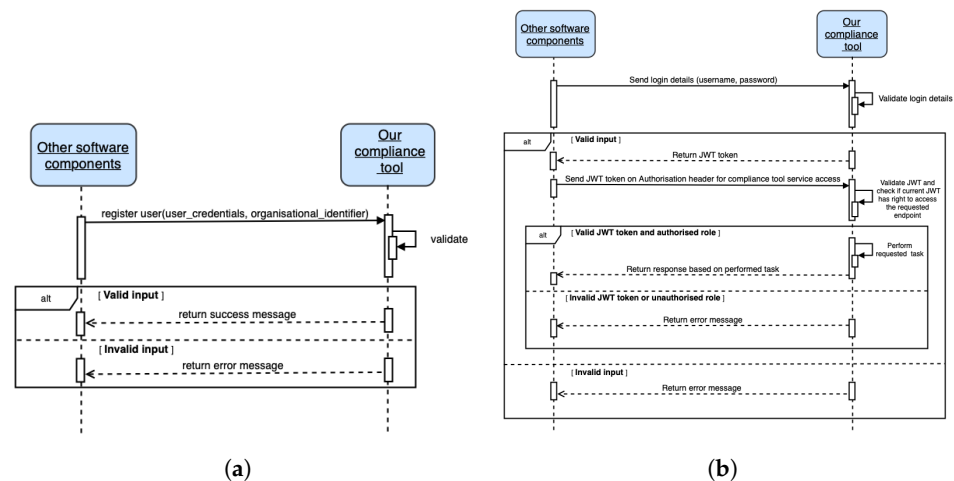 Other software
components
Our
compliance
tool
register user(user_credentials, organisational_identifier)
validate
alt
[ Valid input ]
return success message
[ Invalid input ]
return error message
(a)
Other software
components
Our
compliance
tool
Send login details (username, password)
Validate login details
alt
[ Valid input ]
Return JWT token
Send JWT token on Authorisation header for compliance tool service access
Validate JWT and
check if current JWT
has right to access
the requested
endpoint
alt
[ Valid JWT token and authorised role ]
Perform
requested task
Return response based on performed task
[ Invalid JWT token or unauthorised role ]
Return error message
[ Invalid input ]
Return error message
(b)